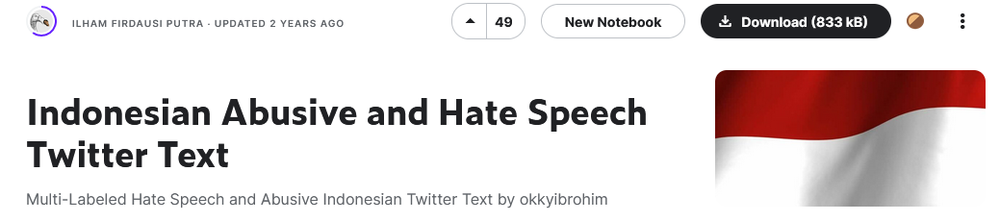 ILHAM FIRDAUSI PUTRA · UPDATED 2 YEARS AGO
49
New Notebook
Download (833 kB)
Indonesian Abusive and Hate Speech
Twitter Text
Multi-Labeled Hate Speech and Abusive Indonesian Twitter Text by okkyibrohim